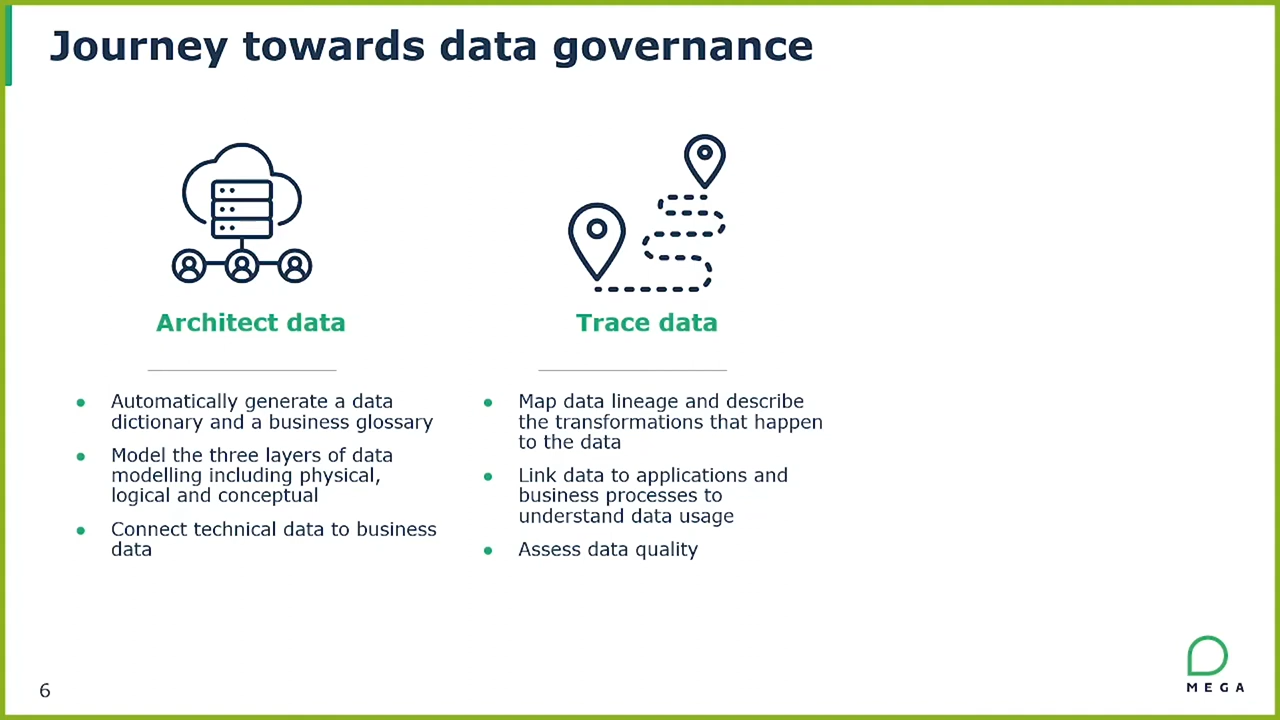 Journey towards data governance
Architect data
Automatically generate a data
dictionary and a business glossary
Model the three layers of data
modelling including physical,
logical and conceptual
Connect technical data to business
data
Trace data
Map data lineage and describe
the transformations that happen
to the data
Link data to applications and
business processes to
understand data usage
Assess data quality
6
MEGA